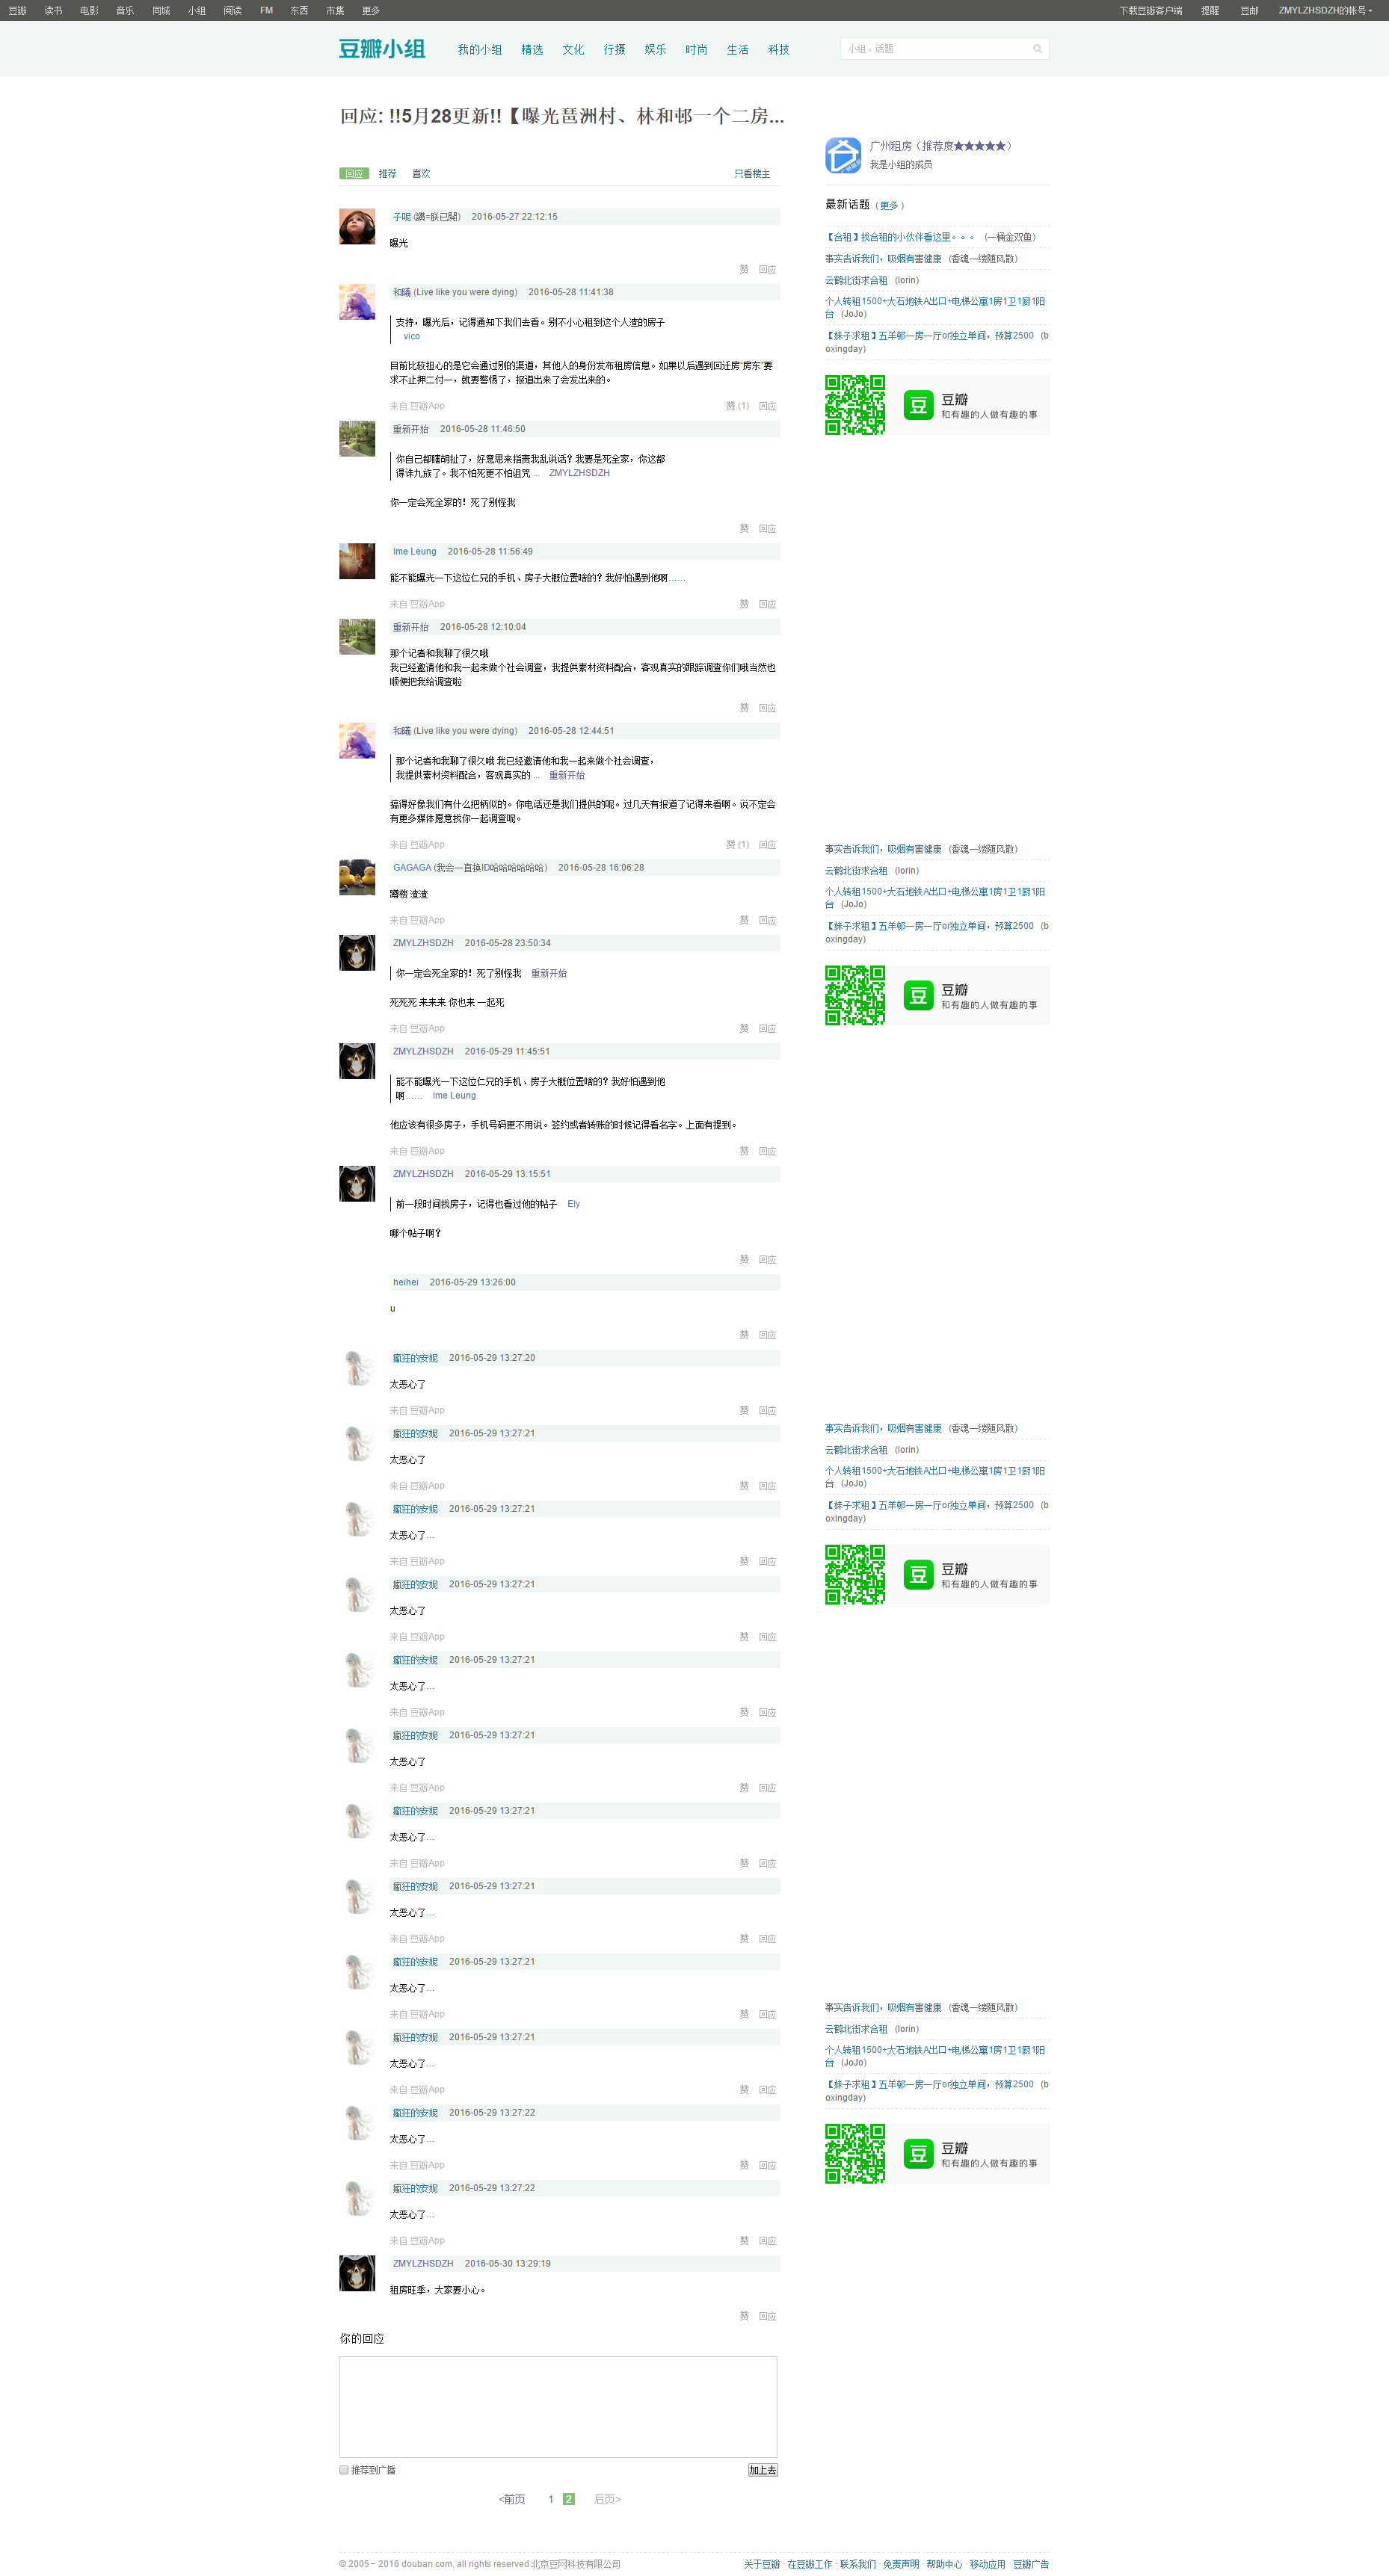 豆瓣 读书 电影 音乐 同城 小组 阅读 FM 东西 市集 更多 下载豆瓣客户端 提醒 豆邮 ZMYLZHSDZH的帐号
豆瓣小组 我的小组 精选 文化 行摄 娱乐 时尚 生活 科技 小组、话题
回应: !!5月28更新!!【曝光琶洲村、林和邨一个二房...
回应 推荐 喜欢 只看楼主
子呢 2016-05-27 22:12:15
曝光
赞 回应
和曦 (Live like you were dying) 2016-05-28 11:41:38
支持，曝光后，记得通知下我们去看。别不小心租到这个人渣的房子
vico
目前比较担心的是它会通过别的渠道，其他人的身份发布租房信息。如果以后遇到回迁房“房东”要
求不止押二付一，就要警惕了，报道出来了会发出来的。
来自 豆瓣App 赞 (1) 回应
重新开始 2016-05-28 11:46:50
你自己都瞎胡扯了，好意思来指责我乱说话？我要是死全家，你这都
得诛九族了。我不怕死更不怕诅咒 ... ZMYLZHSDZH
你一定会死全家的！死了别怪我
赞 回应
Ime Leung 2016-05-28 11:56:49
能不能曝光一下这位仁兄的手机、房子大概位置啥的？我好怕遇到他啊……
来自 豆瓣App 赞 回应
重新开始 2016-05-28 12:10:04
那个记者和我聊了很久哦
我已经邀请他和我一起来做个社会调查，我提供素材资料配合，客观真实的跟踪调查你们哦当然也
顺便把我给调查啦
赞 回应
和曦 (Live like you were dying) 2016-05-28 12:44:51
那个记者和我聊了很久哦 我已经邀请他和我一起来做个社会调查，
我提供素材资料配合，客观真实的 ... 重新开始
搞得好像我们有什么把柄似的。你电话还是我们提供的呢。过几天有报道了记得来看啊。说不定会
有更多媒体愿意找你一起调查呢。
来自 豆瓣App 赞 (1) 回应
GAGAGA (我会一直换ID哈哈哈哈哈哈) 2016-05-28 16:06:28
蹲楼 渣渣
来自 豆瓣App 赞 回应
ZMYLZHSDZH 2016-05-28 23:50:34
你一定会死全家的！死了别怪我 重新开始
死死死 来来来 你也来 一起死
来自 豆瓣App 赞 回应
ZMYLZHSDZH 2016-05-29 11:45:51
能不能曝光一下这位仁兄的手机、房子大概位置啥的？我好怕遇到他
啊…… Ime Leung
他应该有很多房子，手机号码更不用说。签约或者转账的时候记得看名字。上面有提到。
来自 豆瓣App 赞 回应
ZMYLZHSDZH 2016-05-29 13:15:51
前一段时间找房子，记得也看过他的帖子 Ely
哪个帖子啊？
赞 回应
heihei 2016-05-29 13:26:00
u
赞 回应
癫狂的安妮 2016-05-29 13:27:20
太恶心了
来自 豆瓣App 赞 回应
癫狂的安妮 2016-05-29 13:27:21
太恶心了
来自 豆瓣App 赞 回应
癫狂的安妮 2016-05-29 13:27:21
太恶心了...
来自 豆瓣App 赞 回应
癫狂的安妮 2016-05-29 13:27:21
太恶心了
来自 豆瓣App 赞 回应
癫狂的安妮 2016-05-29 13:27:21
太恶心了...
来自 豆瓣App 赞 回应
癫狂的安妮 2016-05-29 13:27:21
太恶心了
来自 豆瓣App 赞 回应
癫狂的安妮 2016-05-29 13:27:21
太恶心了...
来自 豆瓣App 赞 回应
癫狂的安妮 2016-05-29 13:27:21
太恶心了...
来自 豆瓣App 赞 回应
癫狂的安妮 2016-05-29 13:27:21
太恶心了...
来自 豆瓣App 赞 回应
癫狂的安妮 2016-05-29 13:27:21
太恶心了...
来自 豆瓣App 赞 回应
癫狂的安妮 2016-05-29 13:27:22
太恶心了...
来自 豆瓣App 赞 回应
癫狂的安妮 2016-05-29 13:27:22
太恶心了...
来自 豆瓣App 赞 回应
ZMYLZHSDZH 2016-05-30 13:29:19
租房旺季，大家要小心。
赞 回应
你的回应
推荐到广播 加上去
<前页 1 2 后页>
广州租房（推荐度★★★★★）
我是小组的成员
最新话题 ( 更多 )
【合租】找合租的小伙伴看这里。。。 (一桶金双鱼)
事实告诉我们，吸烟有害健康 (香魂一缕随风散)
云鹤北街求合租 (lorin)
个人转租1500+大石地铁A出口+电梯公寓1房1卫1厨1阳
台 (JoJo)
【妹子求租】五羊邨一房一厅or独立单间，预算2500 (b
oxingday)
豆 豆瓣
和有趣的人做有趣的事
事实告诉我们，吸烟有害健康 (香魂一缕随风散)
云鹤北街求合租 (lorin)
个人转租1500+大石地铁A出口+电梯公寓1房1卫1厨1阳
台 (JoJo)
【妹子求租】五羊邨一房一厅or独立单间，预算2500 (b
oxingday)
豆 豆瓣
和有趣的人做有趣的事
事实告诉我们，吸烟有害健康 (香魂一缕随风散)
云鹤北街求合租 (lorin)
个人转租1500+大石地铁A出口+电梯公寓1房1卫1厨1阳
台 (JoJo)
【妹子求租】五羊邨一房一厅or独立单间，预算2500 (b
oxingday)
豆 豆瓣
和有趣的人做有趣的事
事实告诉我们，吸烟有害健康 (香魂一缕随风散)
云鹤北街求合租 (lorin)
个人转租1500+大石地铁A出口+电梯公寓1房1卫1厨1阳
台 (JoJo)
【妹子求租】五羊邨一房一厅or独立单间，预算2500 (b
oxingday)
豆 豆瓣
和有趣的人做有趣的事
© 2005－2016 douban.com, all rights reserved 北京豆网科技有限公司 关于豆瓣 · 在豆瓣工作 · 联系我们 · 免责声明 · 帮助中心 · 移动应用 · 豆瓣广告